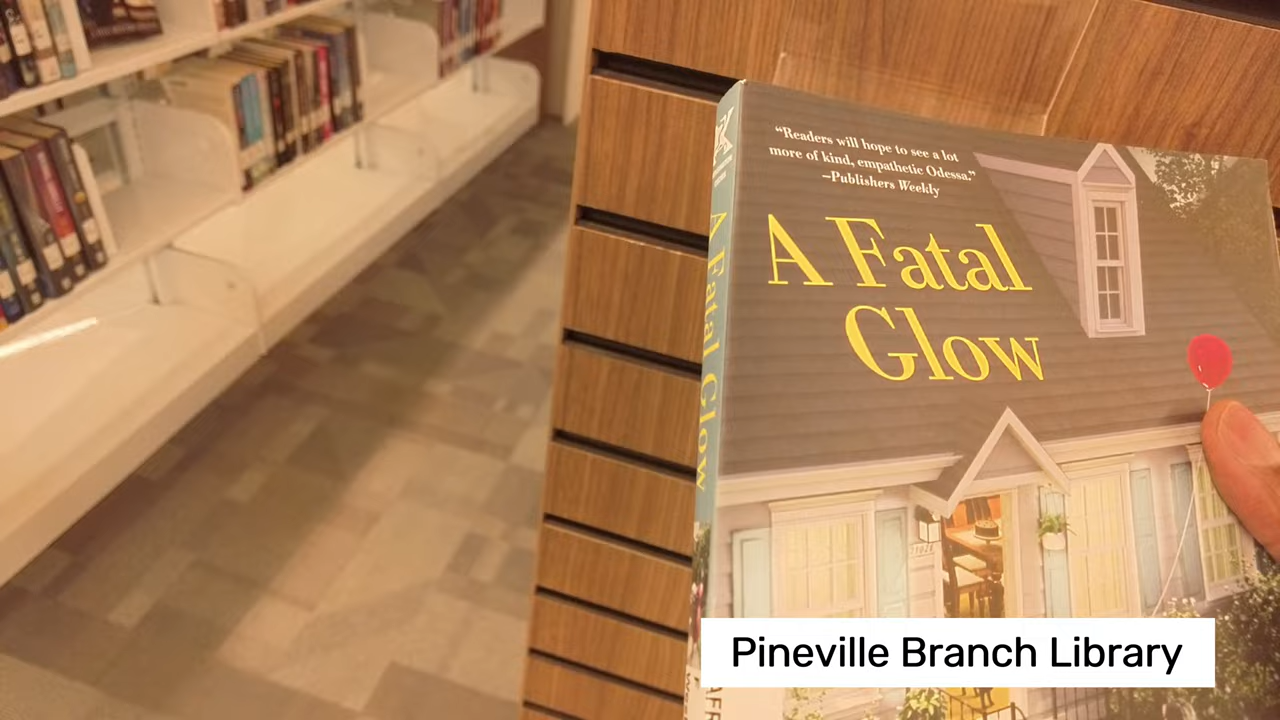 “Readers will hope to see a lot
more of kind, empathetic Odessa.”
–Publishers Weekly
A Fatal
Glow
A Fatal Glow
Pineville Branch Library